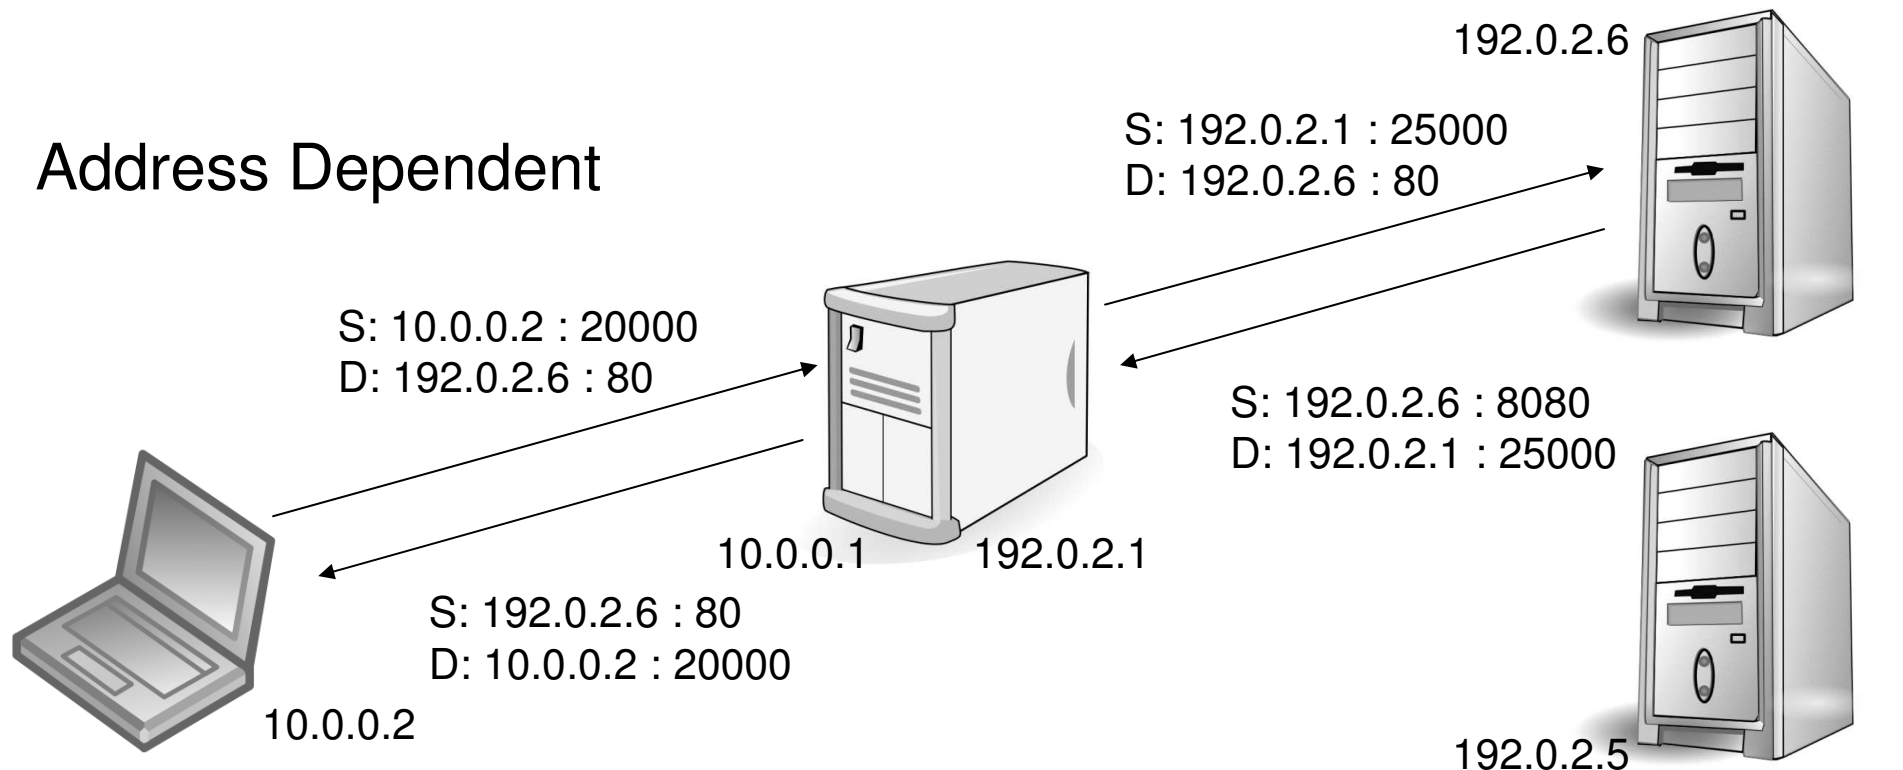 192.0.2.6
S: 192.0.2.1 : 25000
D: 192.0.2.6 : 80
Address Dependent
S: 10.0.0.2 : 20000
D: 192.0.2.6 : 80
S: 192.0.2.6 : 8080
D: 192.0.2.1 : 25000
10.0.0.1
192.0.2.1
S: 192.0.2.6 : 80
D: 10.0.0.2 : 20000
10.0.0.2
192.0.2.5